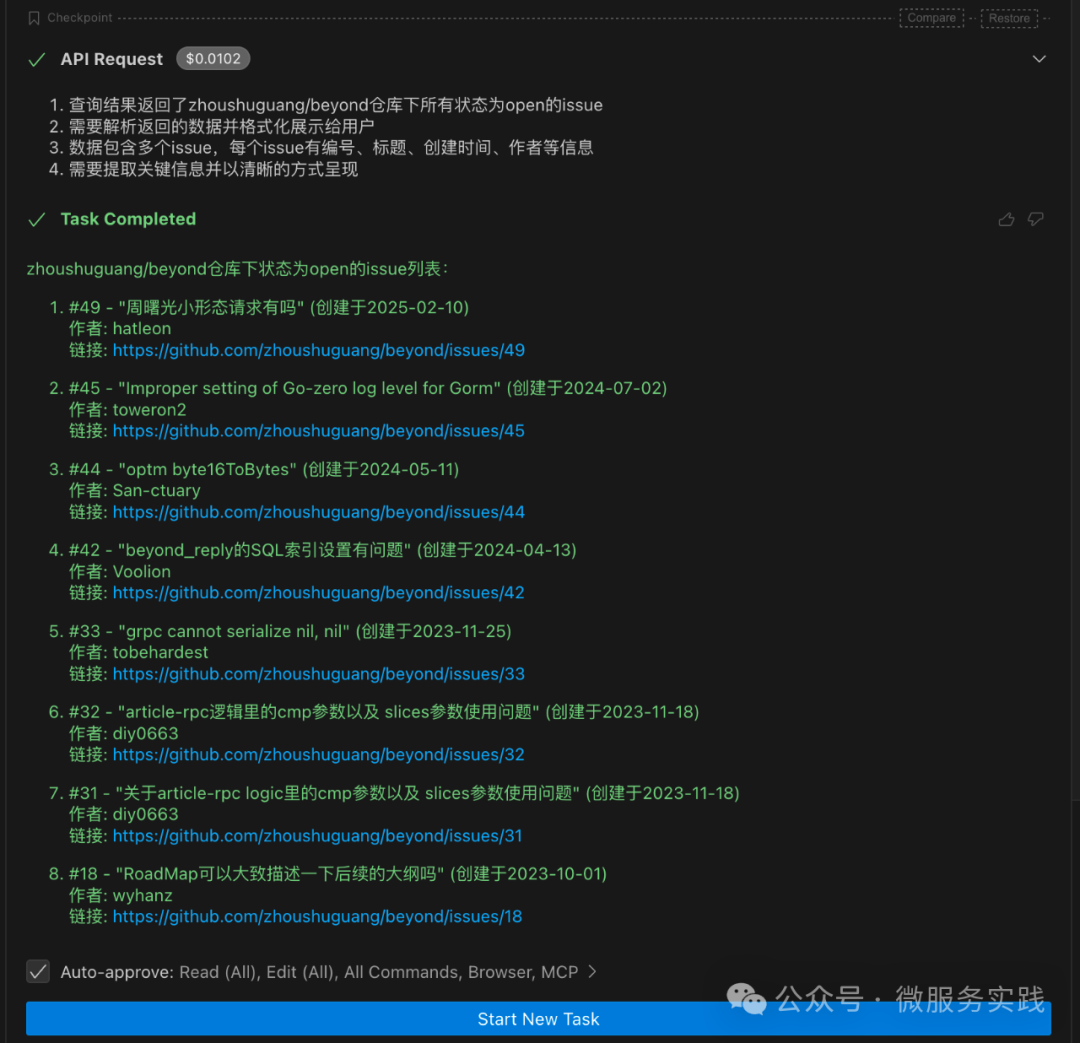 Checkpoint
Compare
Restore
API Request $0.0102
1. 查询结果返回了zhoushuguang/beyond仓库下所有状态为open的issue
2. 需要解析返回的数据并格式化展示给用户
3. 数据包含多个issue，每个issue有编号、标题、创建时间、作者等信息
4. 需要提取关键信息并以清晰的方式呈现
Task Completed
zhoushuguang/beyond仓库下状态为open的issue列表：
1. #49 - "周曙光小形态请求有吗" (创建于2025-02-10)
作者: hatleon
链接: https://github.com/zhoushuguang/beyond/issues/49
2. #45 - "Improper setting of Go-zero log level for Gorm" (创建于2024-07-02)
作者: toweron2
链接: https://github.com/zhoushuguang/beyond/issues/45
3. #44 - "optm byte16ToBytes" (创建于2024-05-11)
作者: San-ctuary
链接: https://github.com/zhoushuguang/beyond/issues/44
4. #42 - "beyond_reply的SQL索引设置有问题" (创建于2024-04-13)
作者: Voolion
链接: https://github.com/zhoushuguang/beyond/issues/42
5. #33 - "grpc cannot serialize nil, nil" (创建于2023-11-25)
作者: tobehardest
链接: https://github.com/zhoushuguang/beyond/issues/33
6. #32 - "article-rpc逻辑里的cmp参数以及 slices参数使用问题" (创建于2023-11-18)
作者: diy0663
链接: https://github.com/zhoushuguang/beyond/issues/32
7. #31 - "关于article-rpc logic里的cmp参数以及 slices参数使用问题" (创建于2023-11-18)
作者: diy0663
链接: https://github.com/zhoushuguang/beyond/issues/31
8. #18 - "RoadMap可以大致描述一下后续的大纲吗" (创建于2023-10-01)
作者: wyhanz
链接: https://github.com/zhoushuguang/beyond/issues/18
Auto-approve: Read (All), Edit (All), All Commands, Browser, MCP >
公众号 · 微服务实践
Start New Task